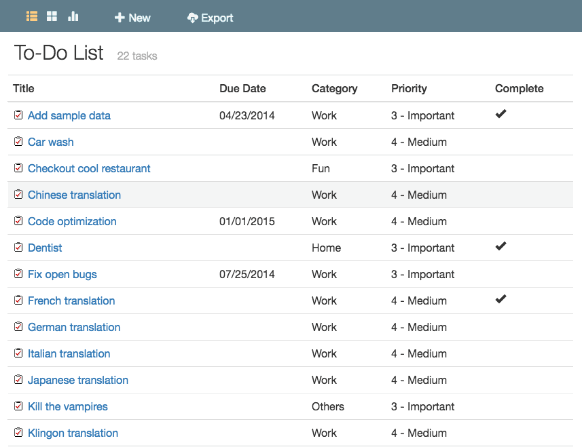 New Export
To-Do List 22 tasks
Title Due Date Category Priority Complete
Add sample data 04/23/2014 Work 3 - Important
Car wash Work 4 - Medium
Checkout cool restaurant Fun 3 - Important
Chinese translation Work 4 - Medium
Code optimization 01/01/2015 Work 4 - Medium
Dentist Home 3 - Important
Fix open bugs 07/25/2014 Work 3 - Important
French translation Work 4 - Medium
German translation Work 4 - Medium
Italian translation Work 4 - Medium
Japanese translation Work 4 - Medium
Kill the vampires Others 3 - Important
Klingon translation Work 4 - Medium